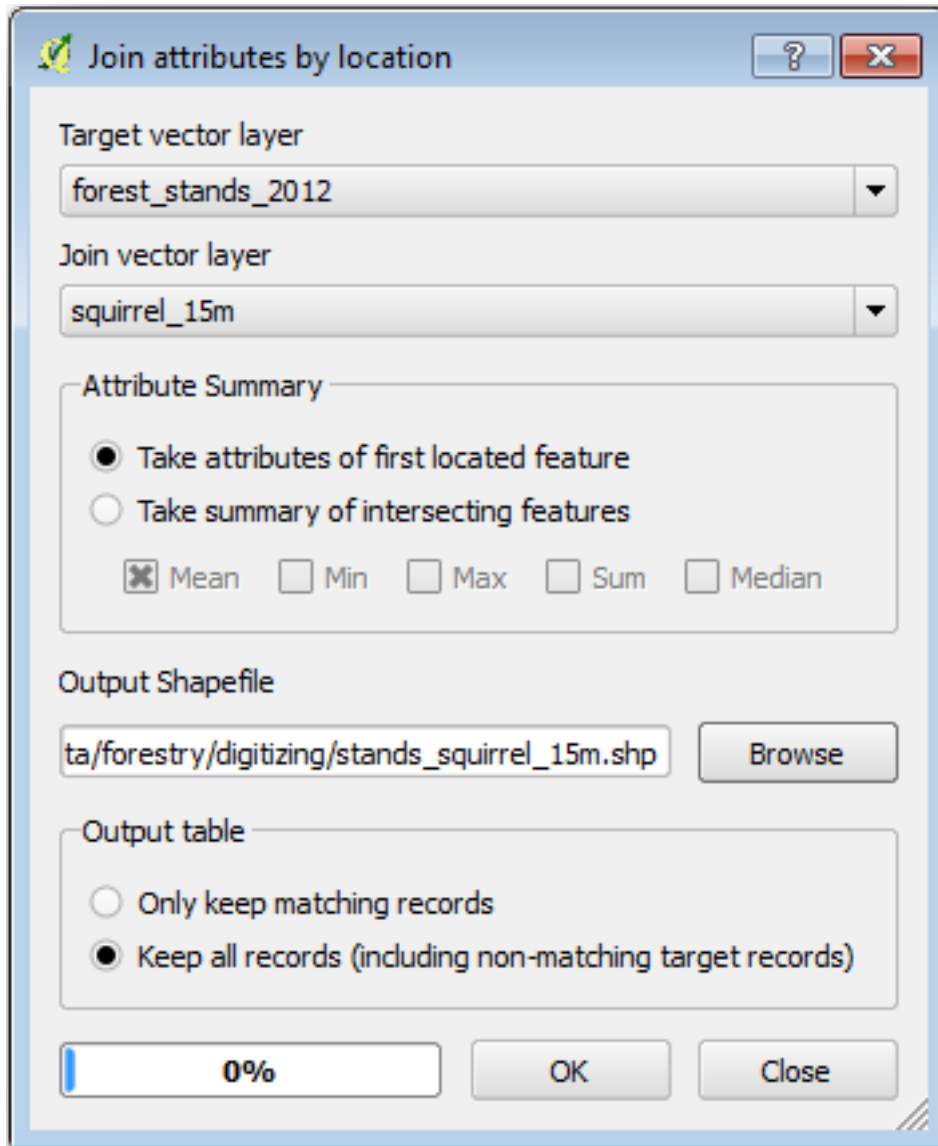 Join attributes by location
Target vector layer
forest_stands_2012
Join vector layer
squirrel_15m
Attribute Summary
Take attributes of first located feature
Take summary of intersecting features
Mean Min Max Sum Median
Output Shapefile
ta/forestry/digitizing/stands_squirrel_15m.shp Browse
Output table
Only keep matching records
Keep all records (including non-matching target records)
0% OK Close